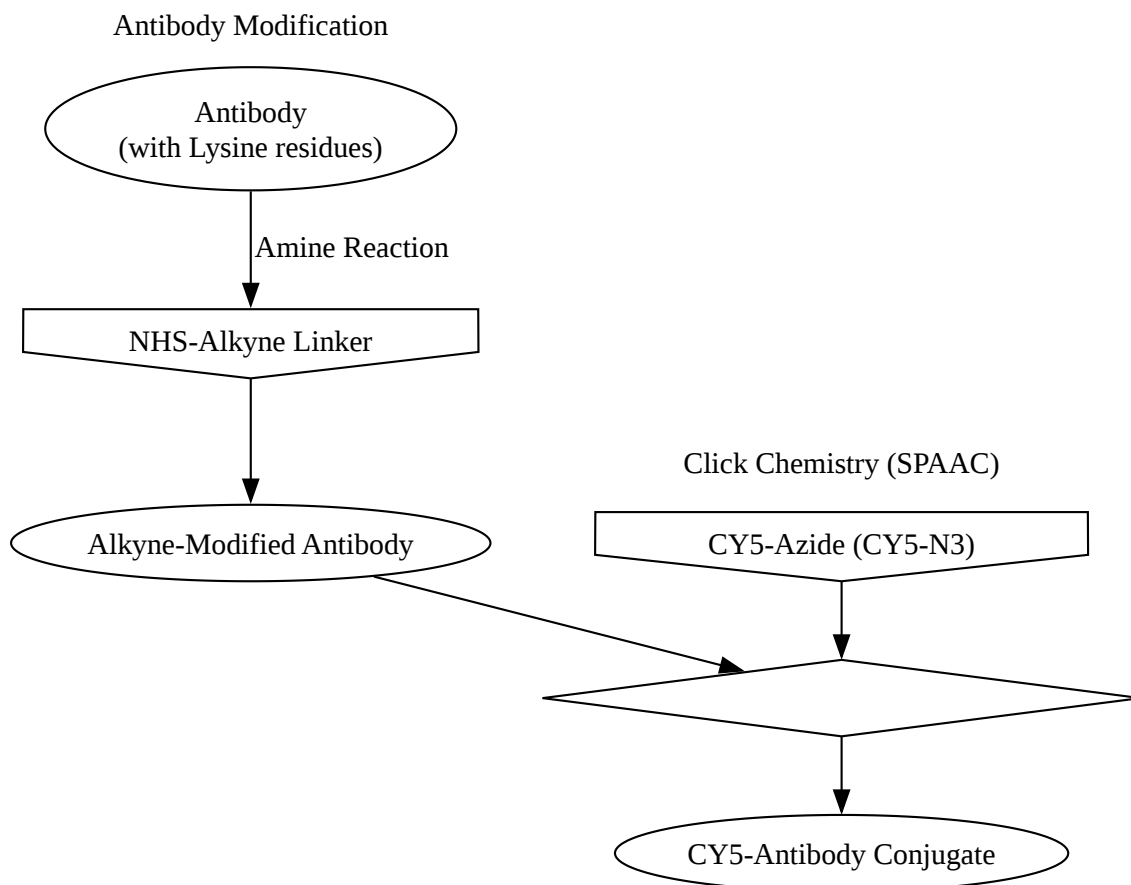 Antibody Modification
Antibody
(with Lysine residues)
Amine Reaction
NHS-Alkyne Linker
Alkyne-Modified Antibody
Click Chemistry (SPAAC)
CY5-Azide (CY5-N3)
CY5-Antibody Conjugate